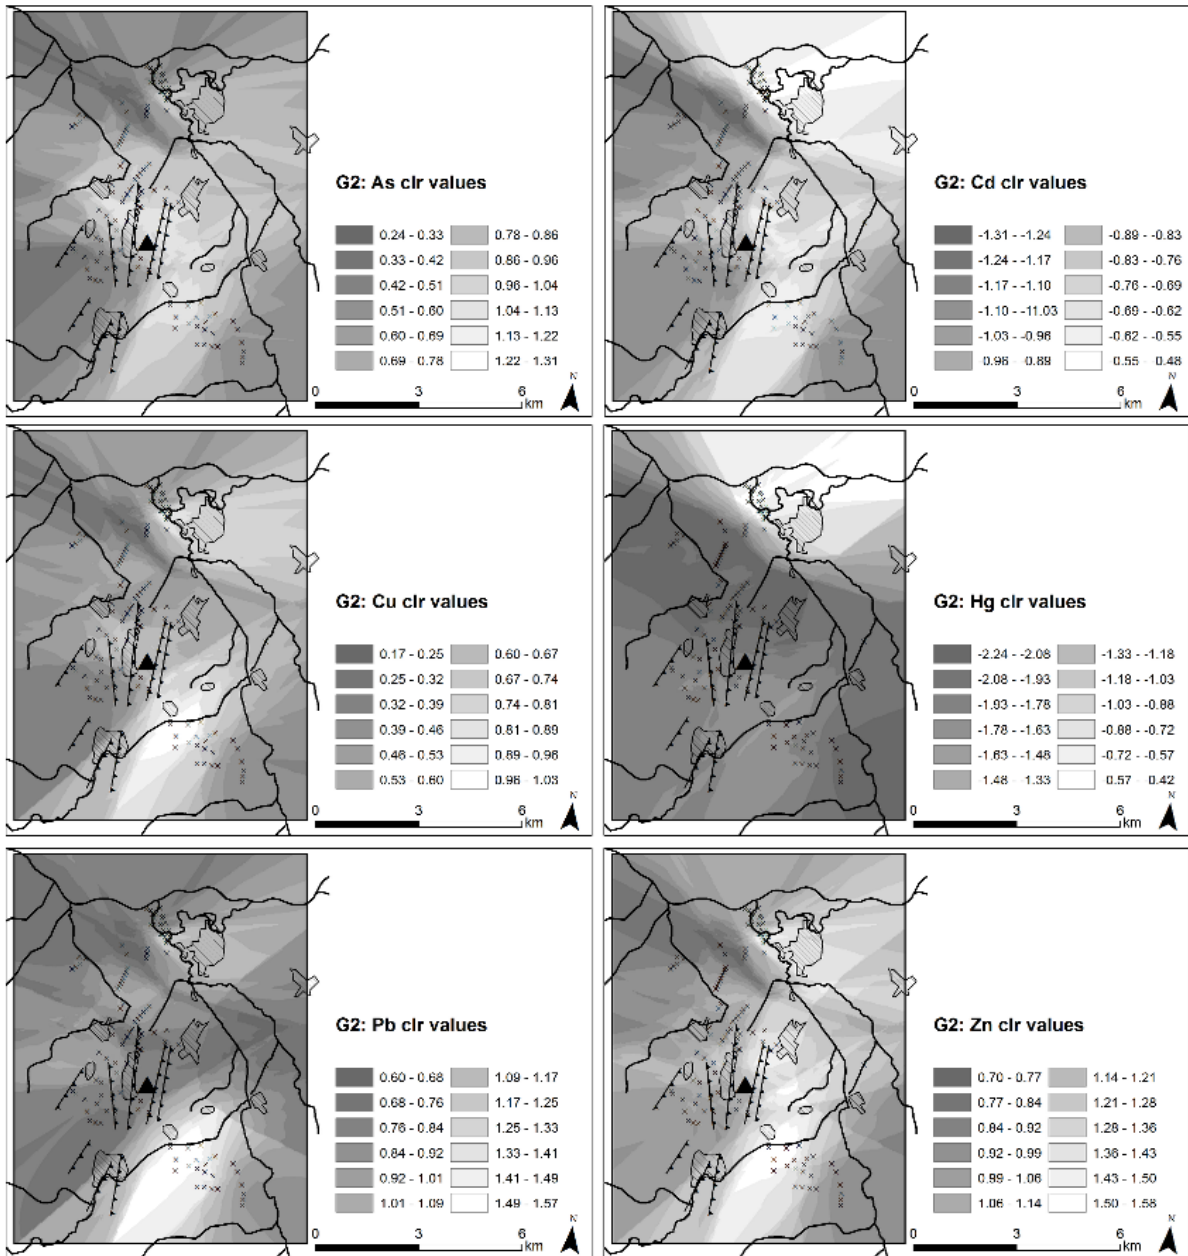 G2: As clr values
0.24 - 0.33 0.78 - 0.86
0.33 - 0.42 0.86 - 0.96
0.42 - 0.51 0.96 - 1.04
0.51 - 0.60 1.04 - 1.13
0.60 - 0.69 1.13 - 1.22
0.69 - 0.78 1.22 - 1.31
0 3 6
km
N
G2: Cd clr values
-1.31 - -1.24 -0.89 - -0.83
-1.24 - -1.17 -0.83 - -0.76
-1.17 - -1.10 -0.76 - -0.69
-1.10 - -11.03 -0.69 - -0.62
-1.03 - -0.96 -0.62 - -0.55
0.96 - -0.89 0.55 - 0.48
0 3 6
km
N
G2: Cu clr values
0.17 - 0.25 0.60 - 0.67
0.25 - 0.32 0.67 - 0.74
0.32 - 0.39 0.74 - 0.81
0.39 - 0.46 0.81 - 0.89
0.46 - 0.53 0.89 - 0.96
0.53 - 0.60 0.96 - 1.03
0 3 6
km
N
G2: Hg clr values
-2.24 - -2.08 -1.33 - -1.18
-2.08 - -1.93 -1.18 - -1.03
-1.93 - -1.78 -1.03 - -0.88
-1.78 - -1.63 -0.88 - -0.72
-1.63 - -1.48 -0.72 - -0.57
1.48 - 1.33 0.57 - 0.42
0 3 6
km
N
G2: Pb clr values
0.60 - 0.68 1.09 - 1.17
0.68 - 0.76 1.17 - 1.25
0.76 - 0.84 1.25 - 1.33
0.84 - 0.92 1.33 - 1.41
0.92 - 1.01 1.41 - 1.49
1.01 - 1.09 1.49 - 1.57
0 3 6
km
N
G2: Zn clr values
0.70 - 0.77 1.14 - 1.21
0.77 - 0.84 1.21 - 1.28
0.84 - 0.92 1.28 - 1.36
0.92 - 0.99 1.36 - 1.43
0.99 - 1.06 1.43 - 1.50
1.06 - 1.14 1.50 - 1.58
0 3 6
km
N